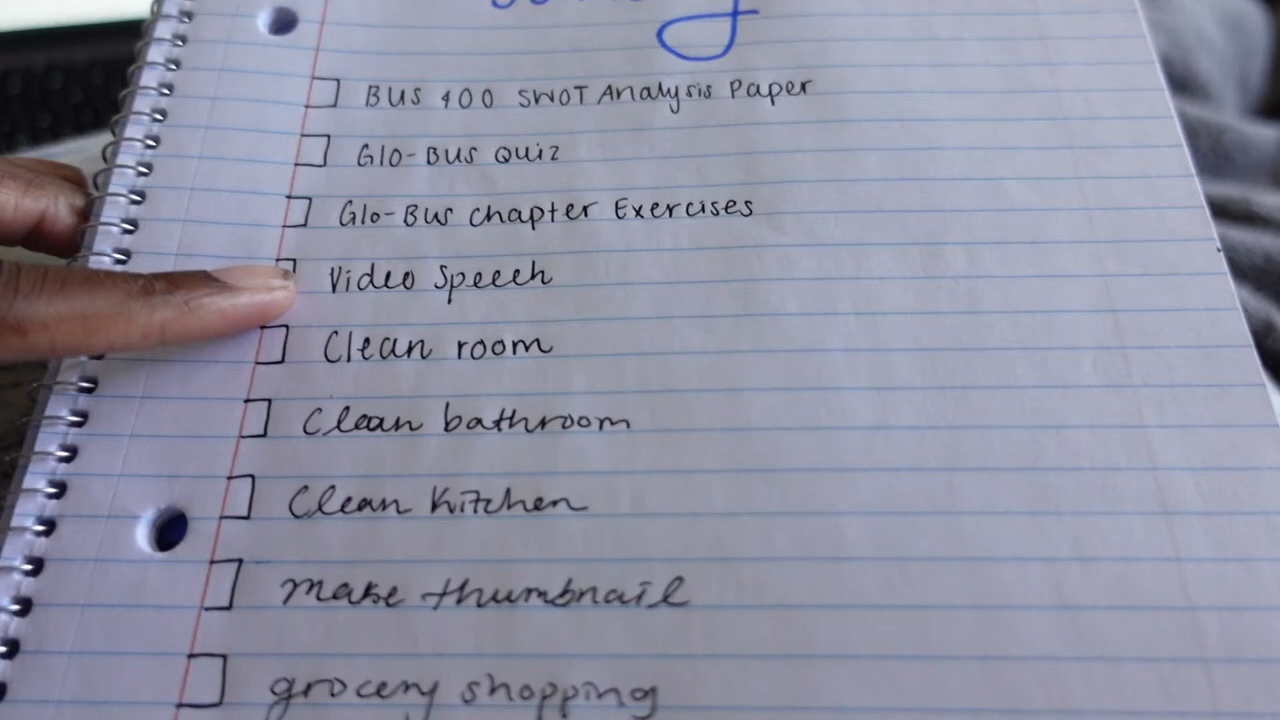 BUS 400 SWOT Analysis Paper
Glo-BUS Quiz
Glo-Bus chapter Exercises
Video Speech
Clean room
Clean bathroom
Clean Kitchen
make thumbnail
grocery shopping